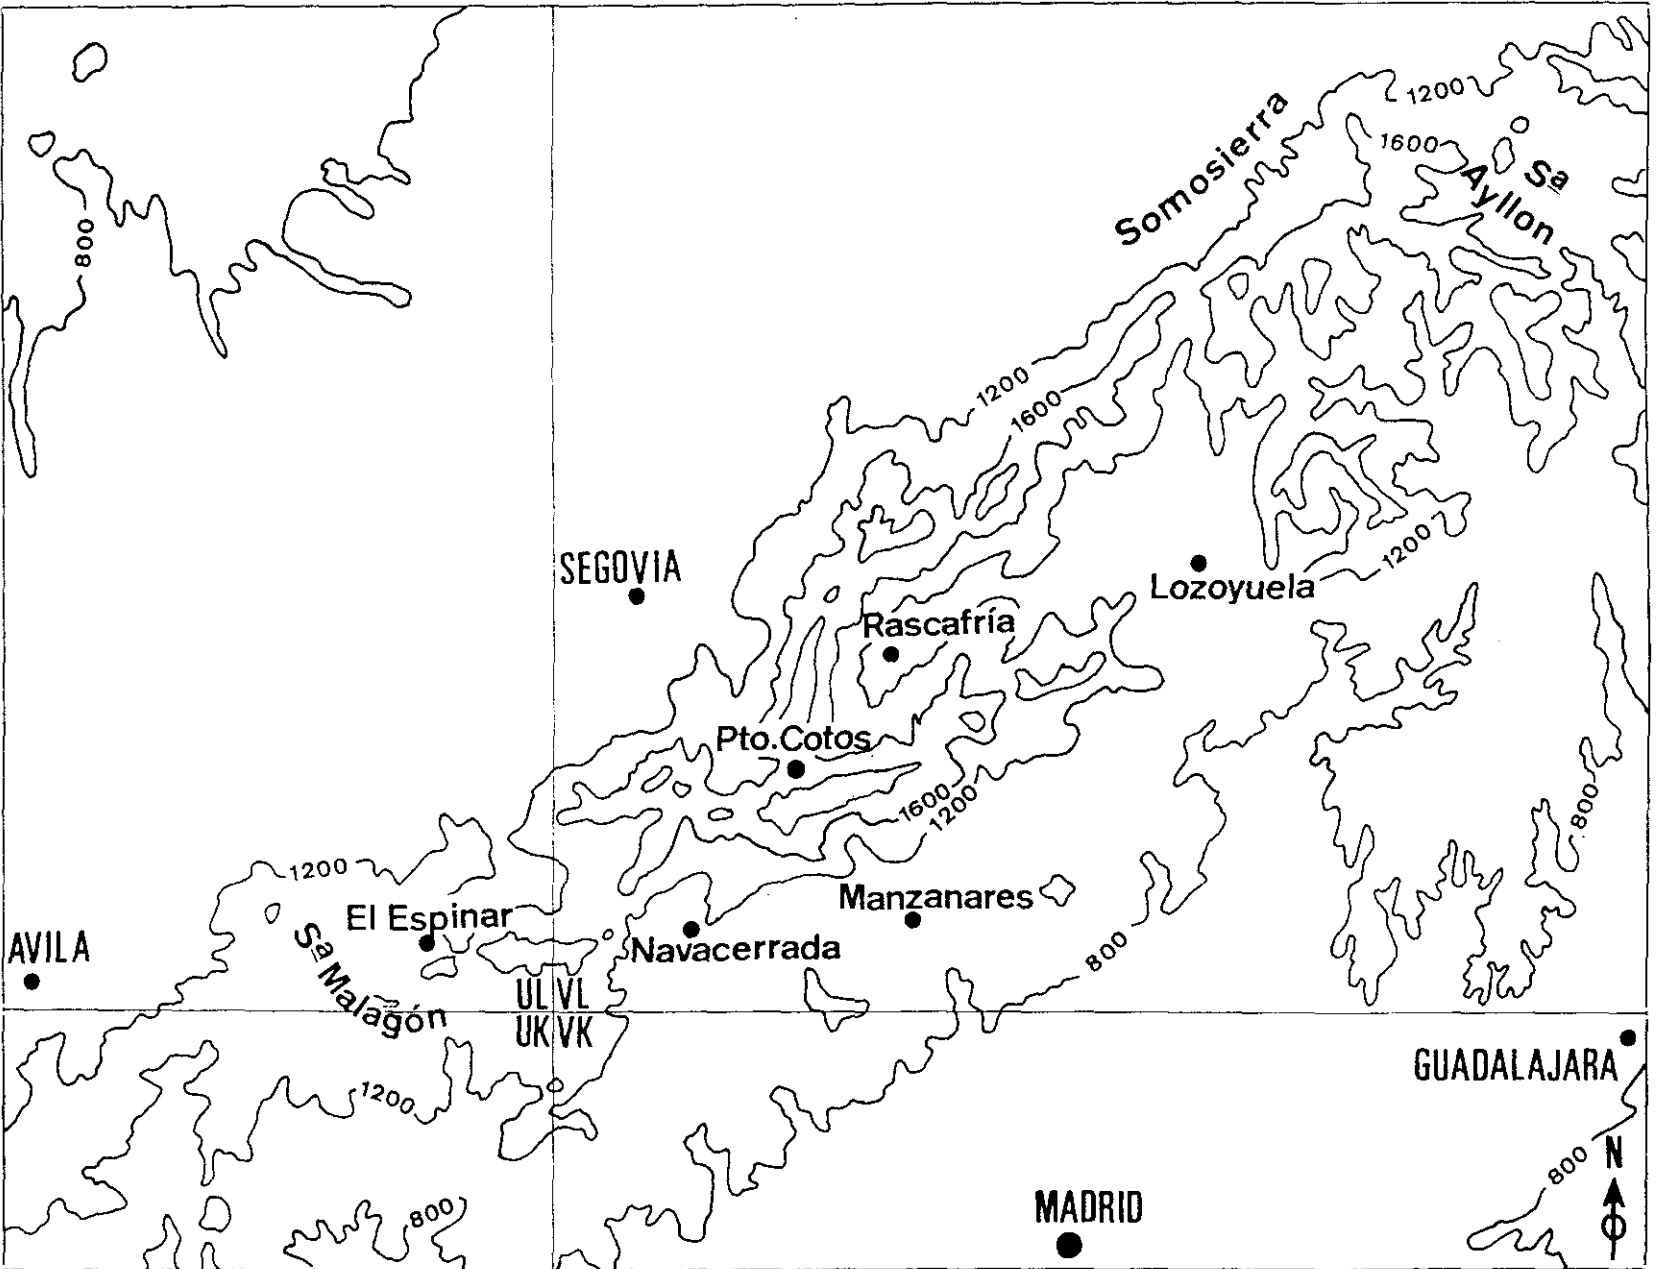 1200
1600
Somosierra
Sª
Ayllon
800
1200
1600
SEGOVIA
Lozoyuela
1200
Rascafría
Pto.Cotos
1600
1200
800
1200
El Espinar
Manzanares
AVILA
Sª Malagón
Navacerrada
800
UL VL
UK VK
GUADALAJARA
1200
N
800
800
MADRID